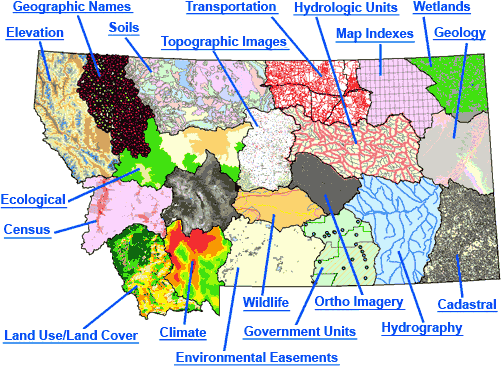 Geographic Names
Transportation
Hydrologic Units
Wetlands
Elevation
Soils
Topographic Images
Map Indexes
Geology
Ecological
Census
Land Use/Land Cover
Climate
Wildlife
Ortho Imagery
Cadastral
Government Units
Hydrography
Environmental Easements